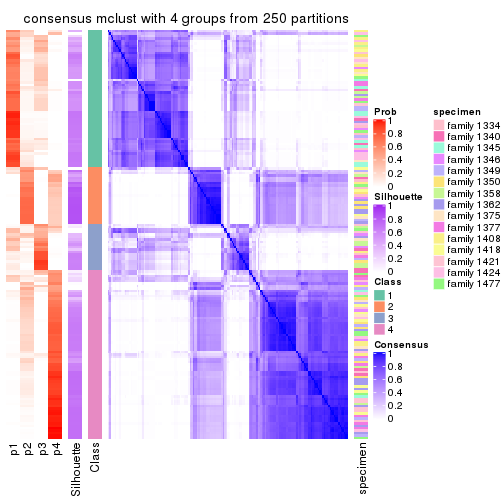 consensus mclust with 4 groups from 250 partitions
Prob
1
0.8
0.6
0.4
0.2
0
Silhouette
1
0.8
0.6
0.4
0.2
0
Class
1
2
3
4
Consensus
1
0.8
0.6
0.4
0.2
0
specimen
family 1334
family 1340
family 1345
family 1346
family 1349
family 1350
family 1358
family 1362
family 1375
family 1377
family 1408
family 1418
family 1421
family 1424
family 1477
p1
p2
p3
p4
Silhouette
Class
specimen